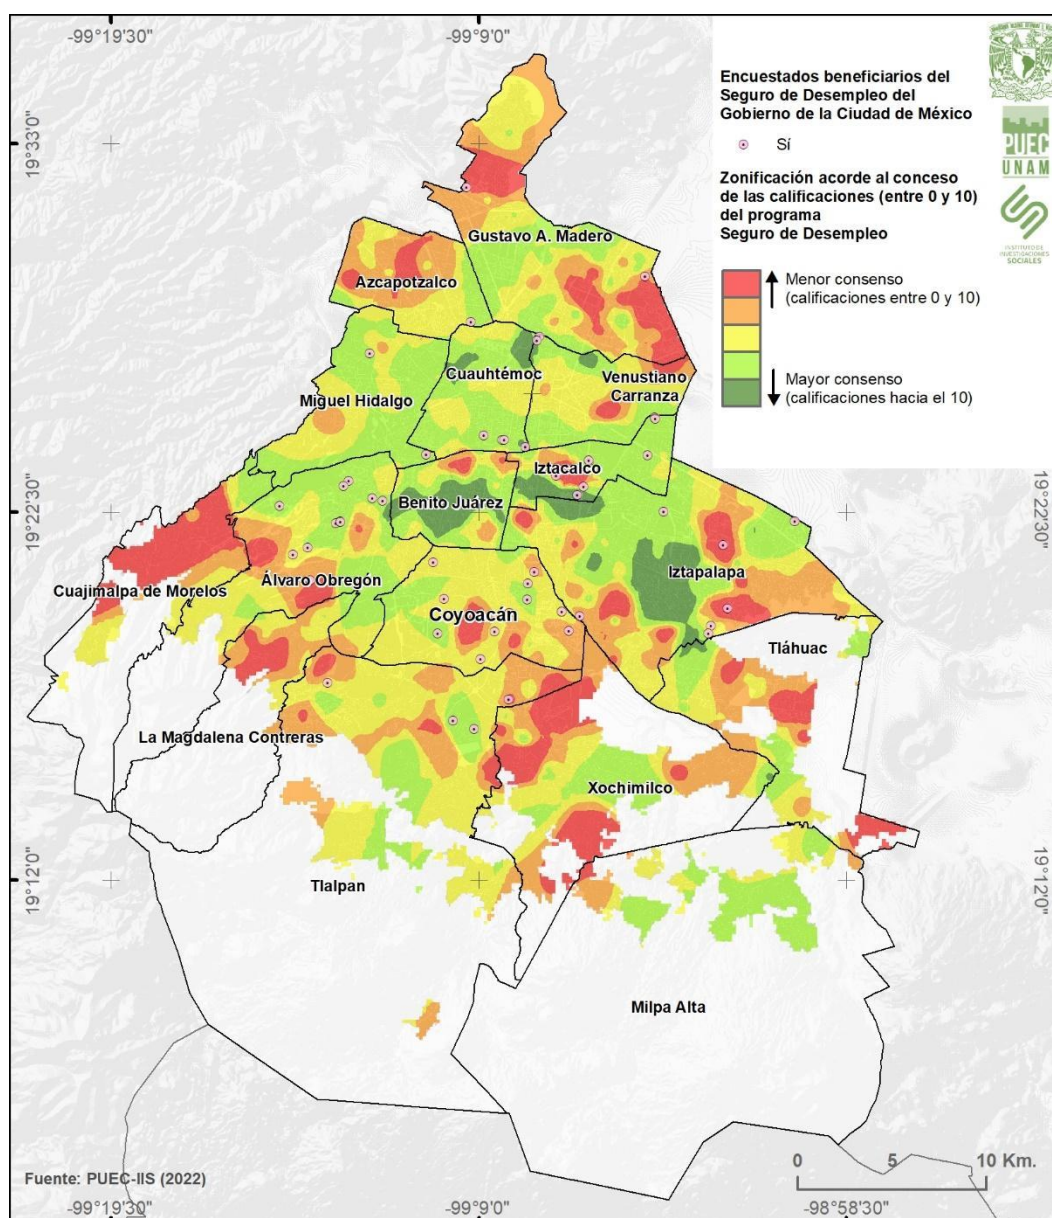 -99°19'30"
-99°9'0"
Encuestados beneficiarios del
Seguro de Desempleo del
Gobierno de la Ciudad de México
Sí
Zonificación acorde al conceso
de las calificaciones (entre 0 y 10)
del programa
Seguro de Desempleo
Menor consenso
(calificaciones entre 0 y 10)
Mayor consenso
(calificaciones hacia el 10)
PUEC
UNAM
INSTITUTO DE
INVESTIGACIONES
SOCIALES
19°33'0"
Gustavo A. Madero
Azcapotzalco
Cuauhtémoc
Venustiano
Carranza
Miguel Hidalgo
Iztacalco
Benito Juárez
19°22'30"
19°22'30"
Iztapalapa
Cuajimalpa de Morelos
Álvaro Obregón
Coyoacán
Tláhuac
La Magdalena Contreras
Xochimilco
19°12'0"
19°12'0"
Tlalpan
Milpa Alta
Fuente: PUEC-IIS (2022)
0 5 10 Km.
-99°19'30"
-99°9'0"
-98°58'30"